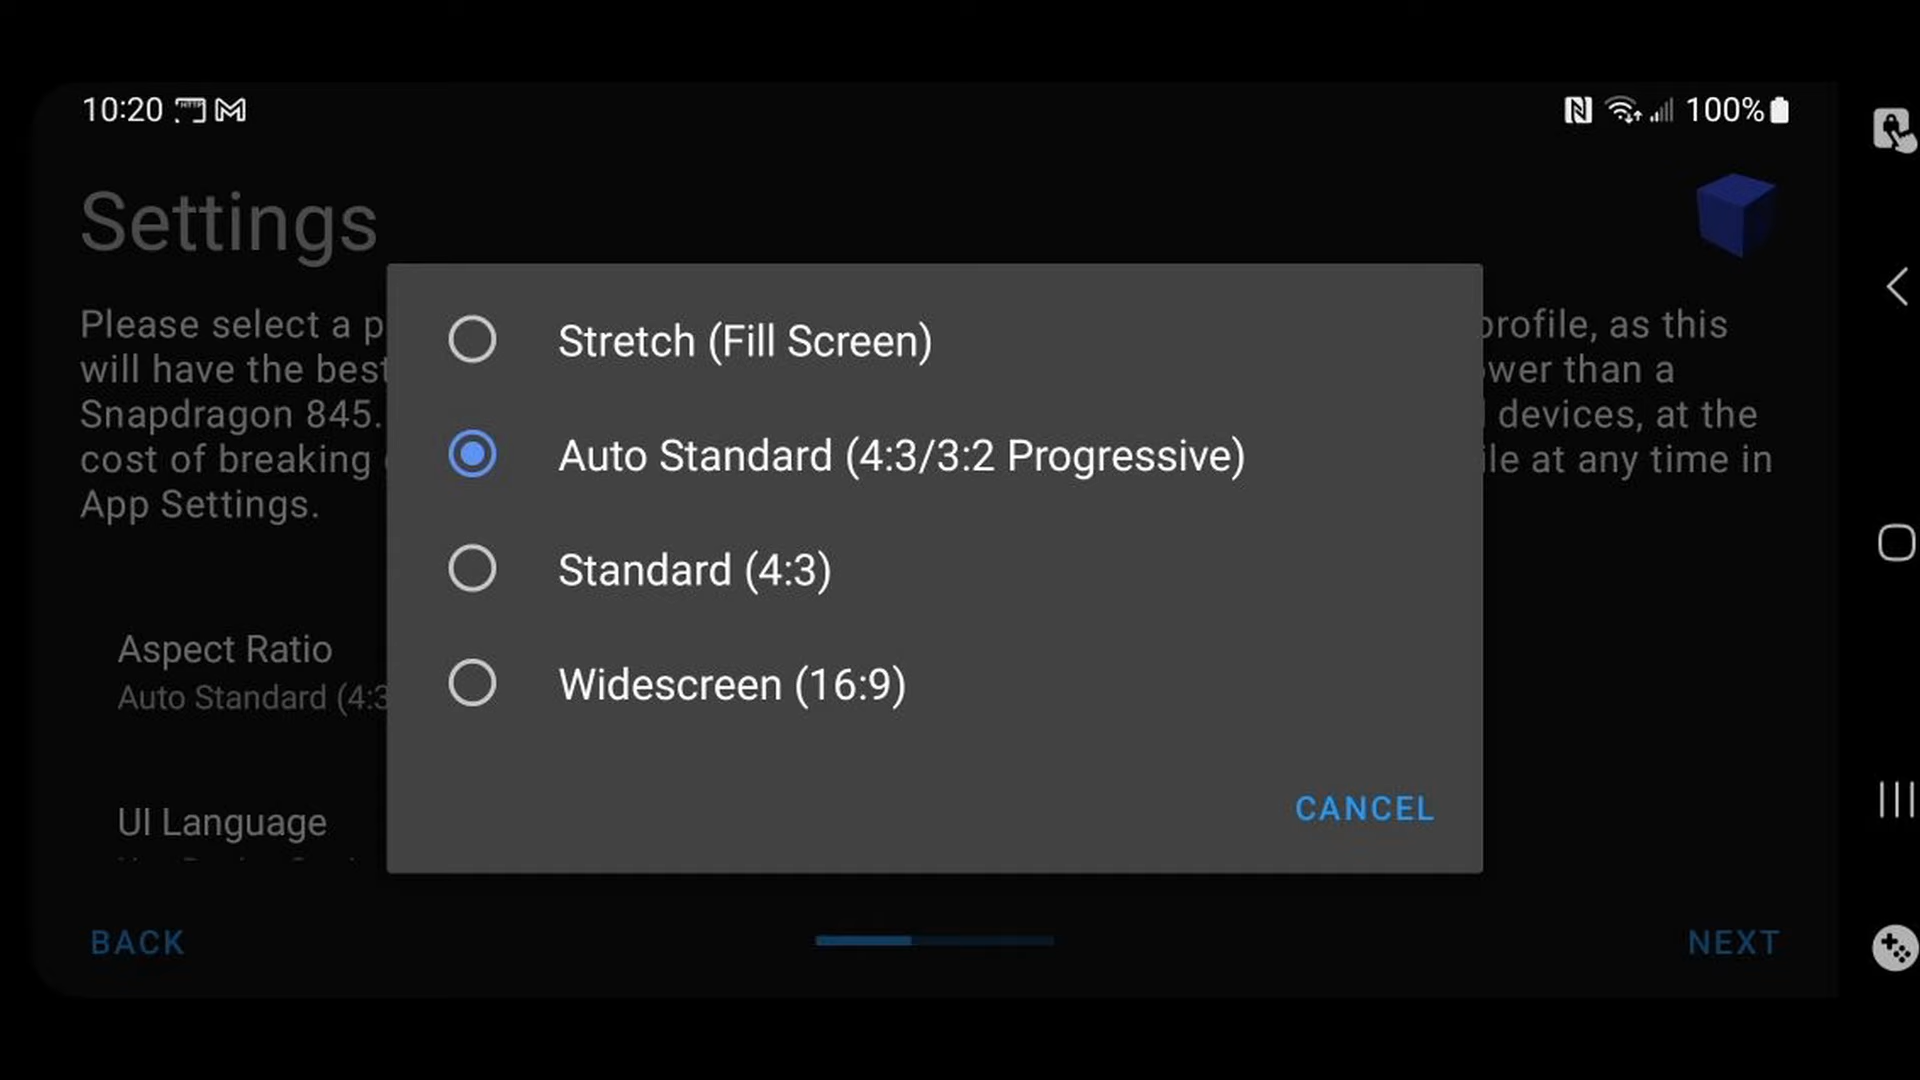 10:20
100%
Settings
Please select a p
profile, as this
will have the best
wer than a
Snapdragon 845.
devices, at the
cost of breaking
ile at any time in
App Settings.
Stretch (Fill Screen)
Auto Standard (4:3/3:2 Progressive)
Standard (4:3)
Widescreen (16:9)
CANCEL
Aspect Ratio
Auto Standard (4:3
UI Language
BACK
NEXT